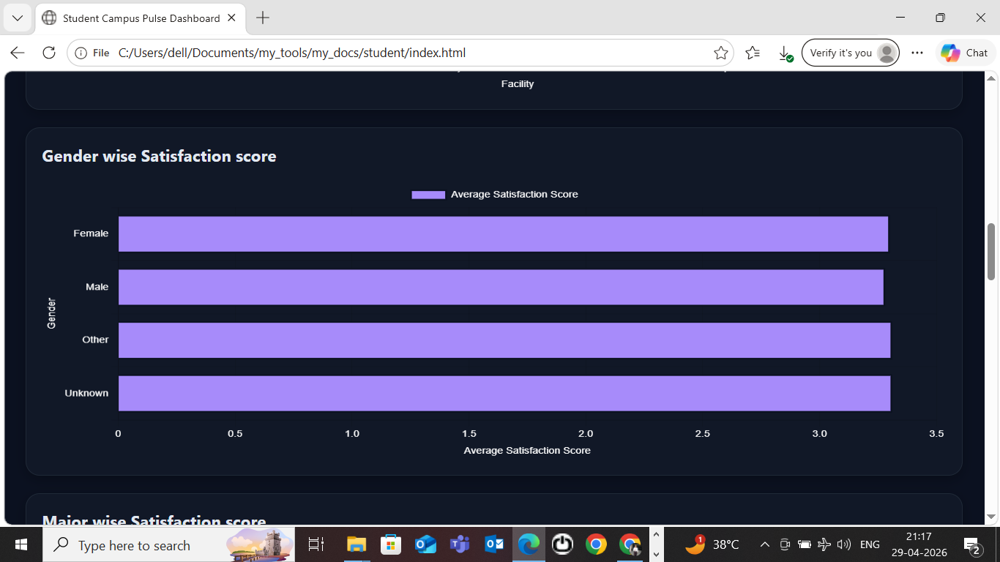 Student Campus Pulse Dashboard
File C:/Users/dell/Documents/my_tools/my_docs/student/index.html
Verify it's you
Chat
Facility
Gender wise Satisfaction score
Average Satisfaction Score
Gender
Female
Male
Other
Unknown
0 0.5 1.0 1.5 2.0 2.5 3.0 3.5
Average Satisfaction Score
Major wise Satisfaction score
Type here to search
1
38°C
ENG
21:17
29-04-2026
2